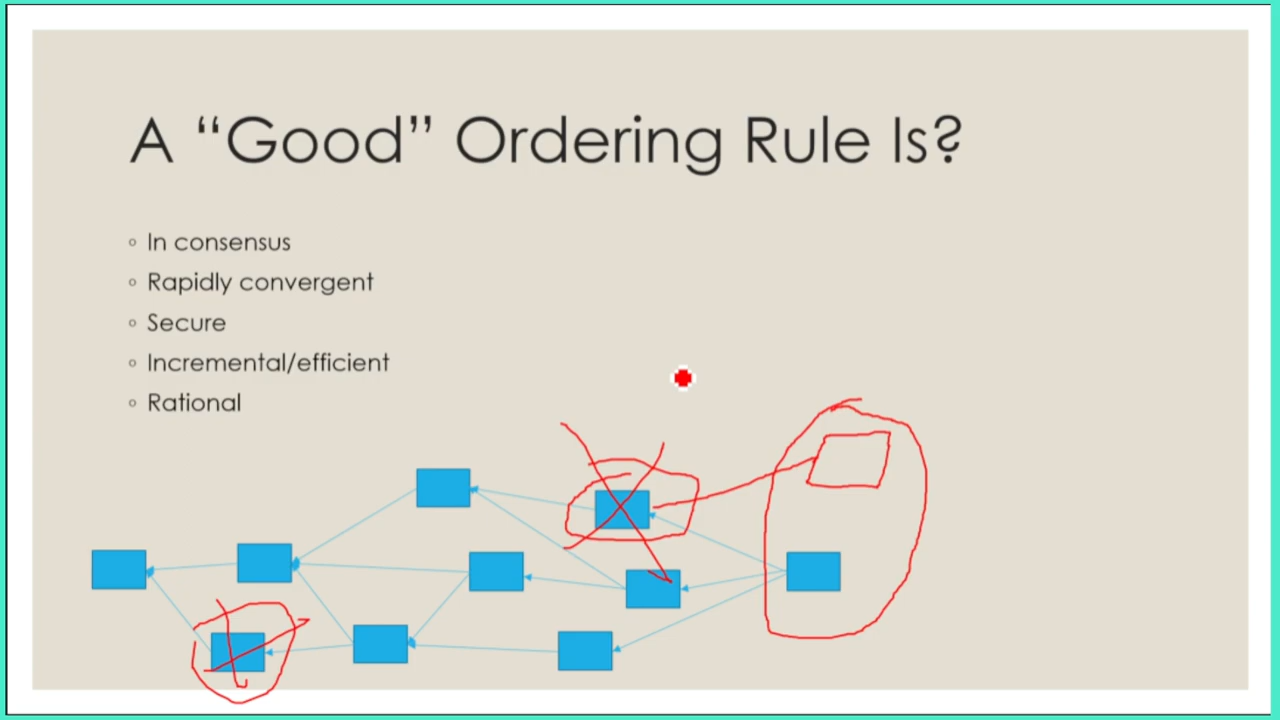 A “Good” Ordering Rule Is?
◦ In consensus
◦ Rapidly convergent
◦ Secure
◦ Incremental/efficient
◦ Rational